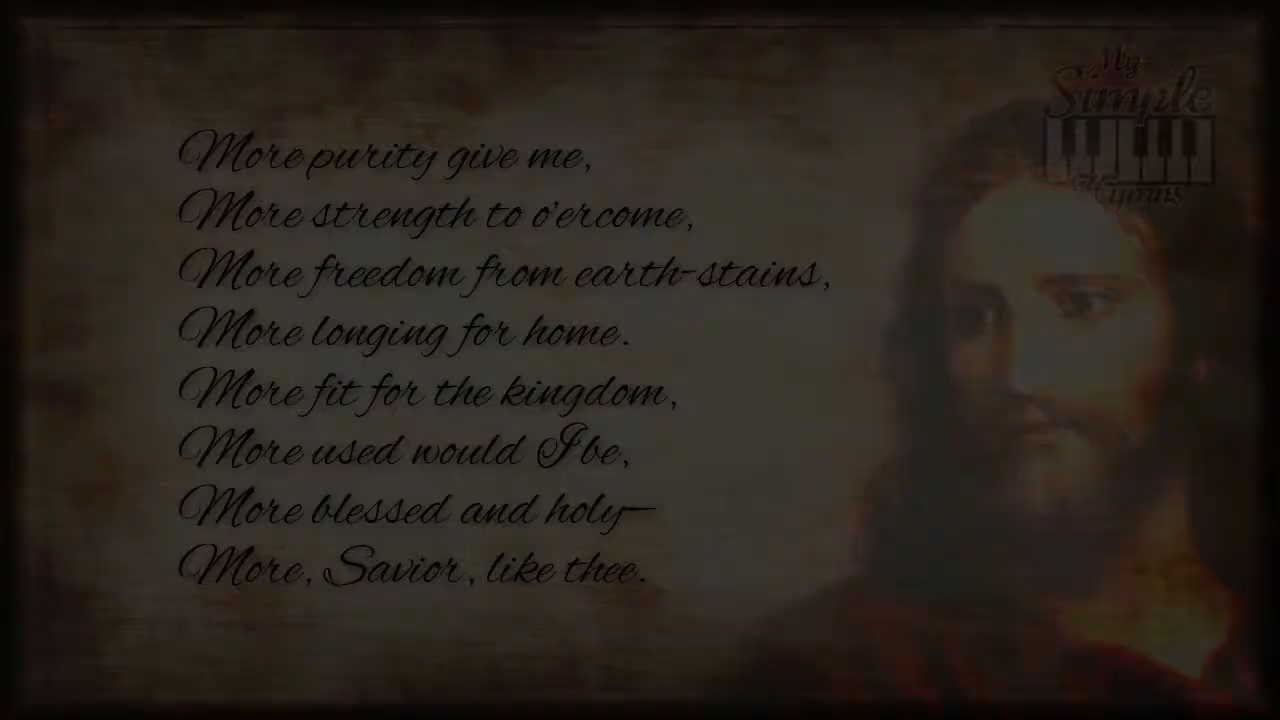 My
Simple
Hymns
More purity give me,
More strength to o'ercome,
More freedom from earth-stains,
More longing for home.
More fit for the kingdom,
More used would I be,
More blessed and holy—
More, Savior, like thee.